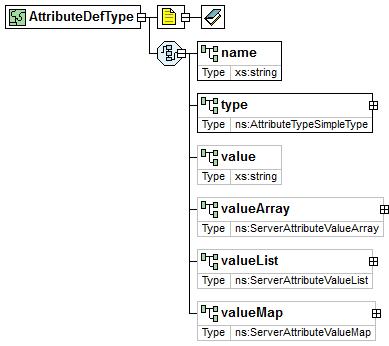 AttributeDefType
name
Type xs:string
type
Type ns:AttributeTypeSimpleType
value
Type xs:string
valueArray
Type ns:ServerAttributeValueArray
valueList
Type ns:ServerAttributeValueList
valueMap
Type ns:ServerAttributeValueMap